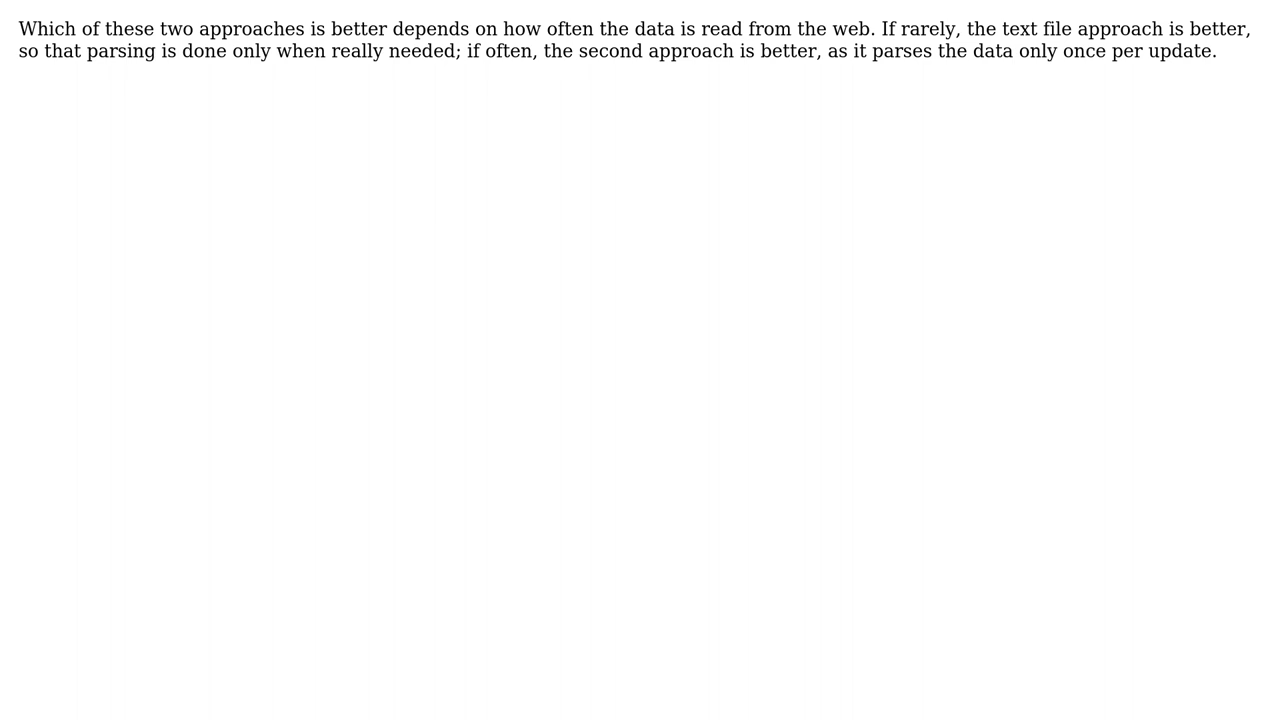 Which of these two approaches is better depends on how often the data is read from the web. If rarely, the text file approach is better,
so that parsing is done only when really needed; if often, the second approach is better, as it parses the data only once per update.